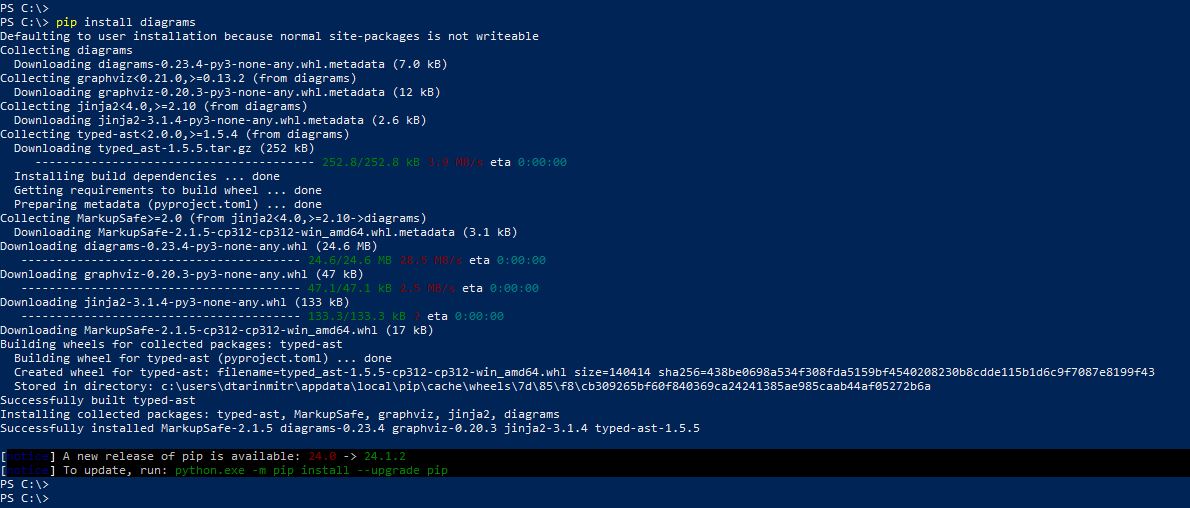 PS C:\>
PS C:\> pip install diagrams
Defaulting to user installation because normal site-packages is not writeable
Collecting diagrams
  Downloading diagrams-0.23.4-py3-none-any.whl.metadata (7.0 kB)
Collecting graphviz<0.21.0,>=0.13.2 (from diagrams)
  Downloading graphviz-0.20.3-py3-none-any.whl.metadata (12 kB)
Collecting jinja2<4.0,>=2.10 (from diagrams)
  Downloading jinja2-3.1.4-py3-none-any.whl.metadata (2.6 kB)
Collecting typed-ast<2.0.0,>=1.5.4 (from diagrams)
  Downloading typed_ast-1.5.5.tar.gz (252 kB)
     ---------------------------------------- 252.8/252.8 kB 3.9 MB/s eta 0:00:00
  Installing build dependencies ... done
  Getting requirements to build wheel ... done
  Preparing metadata (pyproject.toml) ... done
Collecting MarkupSafe>=2.0 (from jinja2<4.0,>=2.10->diagrams)
  Downloading MarkupSafe-2.1.5-cp312-cp312-win_amd64.whl.metadata (3.1 kB)
Downloading diagrams-0.23.4-py3-none-any.whl (24.6 MB)
   ---------------------------------------- 24.6/24.6 MB 28.5 MB/s eta 0:00:00
Downloading graphviz-0.20.3-py3-none-any.whl (47 kB)
   ---------------------------------------- 47.1/47.1 kB 2.5 MB/s eta 0:00:00
Downloading jinja2-3.1.4-py3-none-any.whl (133 kB)
   ---------------------------------------- 133.3/133.3 kB ? eta 0:00:00
Downloading MarkupSafe-2.1.5-cp312-cp312-win_amd64.whl (17 kB)
Building wheels for collected packages: typed-ast
  Building wheel for typed-ast (pyproject.toml) ... done
  Created wheel for typed-ast: filename=typed_ast-1.5.5-cp312-cp312-win_amd64.whl size=140414 sha256=438be0698a534f308fda5159bf4540208230b8cdde115b1d6c9f7087e8199f43
  Stored in directory: c:\users\dtarinmitr\appdata\local\pip\cache\wheels\7d\85\f8\cb309265bf60f840369ca24241385ae985caab44af05272b6a
Successfully built typed-ast
Installing collected packages: typed-ast, MarkupSafe, graphviz, jinja2, diagrams
Successfully installed MarkupSafe-2.1.5 diagrams-0.23.4 graphviz-0.20.3 jinja2-3.1.4 typed-ast-1.5.5
[notice] A new release of pip is available: 24.0 -> 24.1.2
[notice] To update, run: python.exe -m pip install --upgrade pip
PS C:\>
PS C:\>